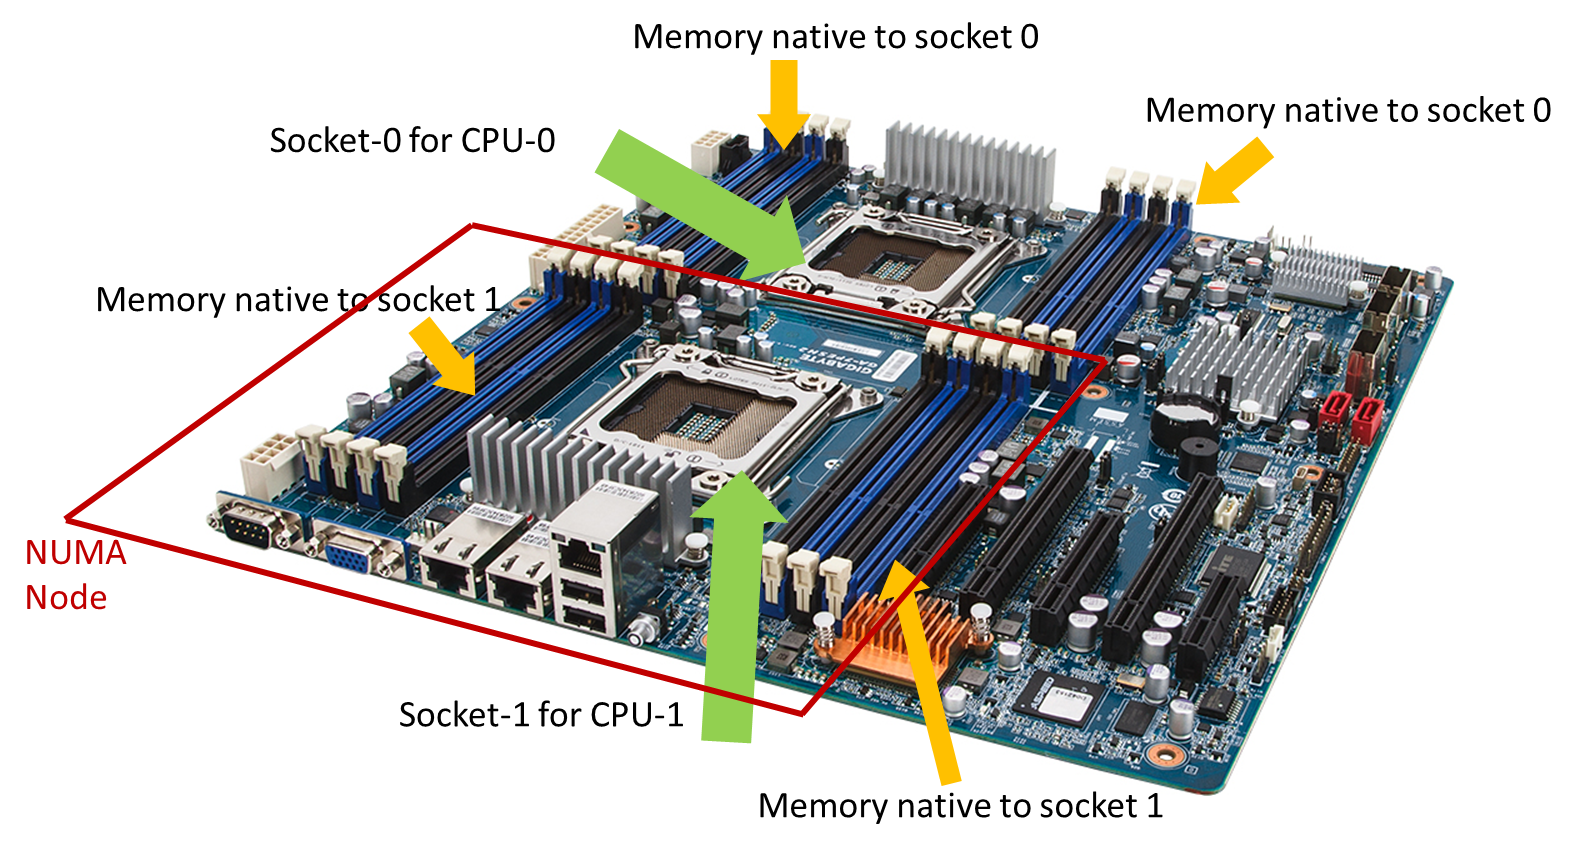 Memory native to socket 0
Memory native to socket 0
Socket-0 for CPU-0
Memory native to socket 1
GIGABYTE
NUMA
Node
Socket-1 for CPU-1
Memory native to socket 1